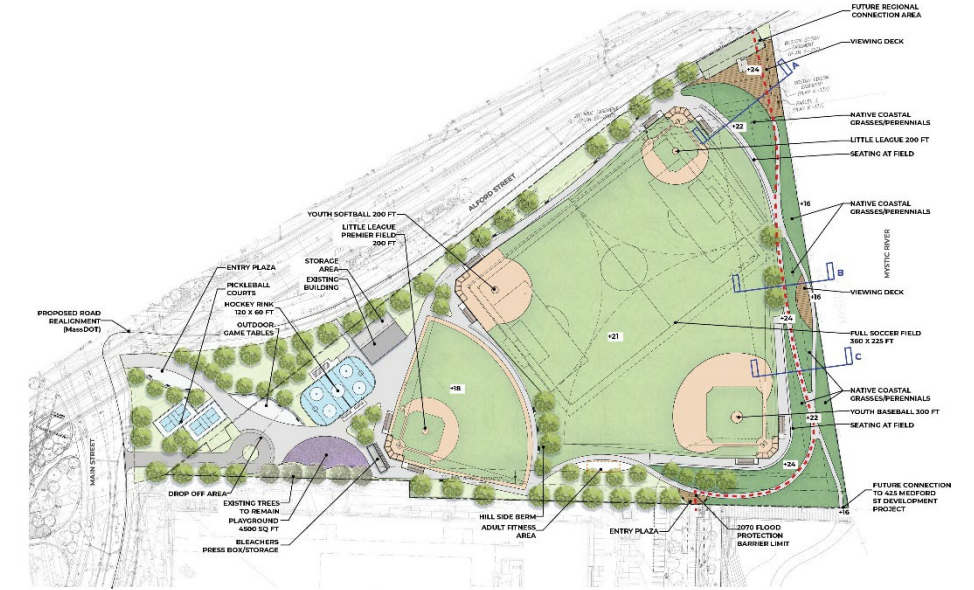 FUTURE REGIONAL
CONNECTION AREA
VIEWING DECK
+24
A
NATIVE COASTAL
GRASSES/PERENNIALS
+22
LITTLE LEAGUE 200 FT
SEATING AT FIELD
ALFORD STREET
+16
NATIVE COASTAL
GRASSES/PERENNIALS
MYSTIC RIVER
YOUTH SOFTBALL 200 FT
LITTLE LEAGUE
PREMIER FIELD
200 FT
STORAGE
AREA
EXISTING
BUILDING
ENTRY PLAZA
PICKLEBALL
COURTS
HOCKEY RINK
120 X 60 FT
OUTDOOR
GAME TABLES
PROPOSED ROAD
REALIGNMENT
(MassDOT)
B
VIEWING DECK
+16
+24
FULL SOCCER FIELD
360 X 225 FT
+21
C
+18
NATIVE COASTAL
GRASSES/PERENNIALS
YOUTH BASEBALL 300 FT
+22
SEATING AT FIELD
MAIN STREET
+24
DROP OFF AREA
EXISTING TREES
TO REMAIN
PLAYGROUND
4500 SQ FT
BLEACHERS
PRESS BOX/STORAGE
HILL SIDE BERM
ADULT FITNESS
AREA
ENTRY PLAZA
2070 FLOOD
PROTECTION
BARRIER LIMIT
+16
FUTURE CONNECTION
TO 425 MEDFORD
ST DEVELOPMENT
PROJECT